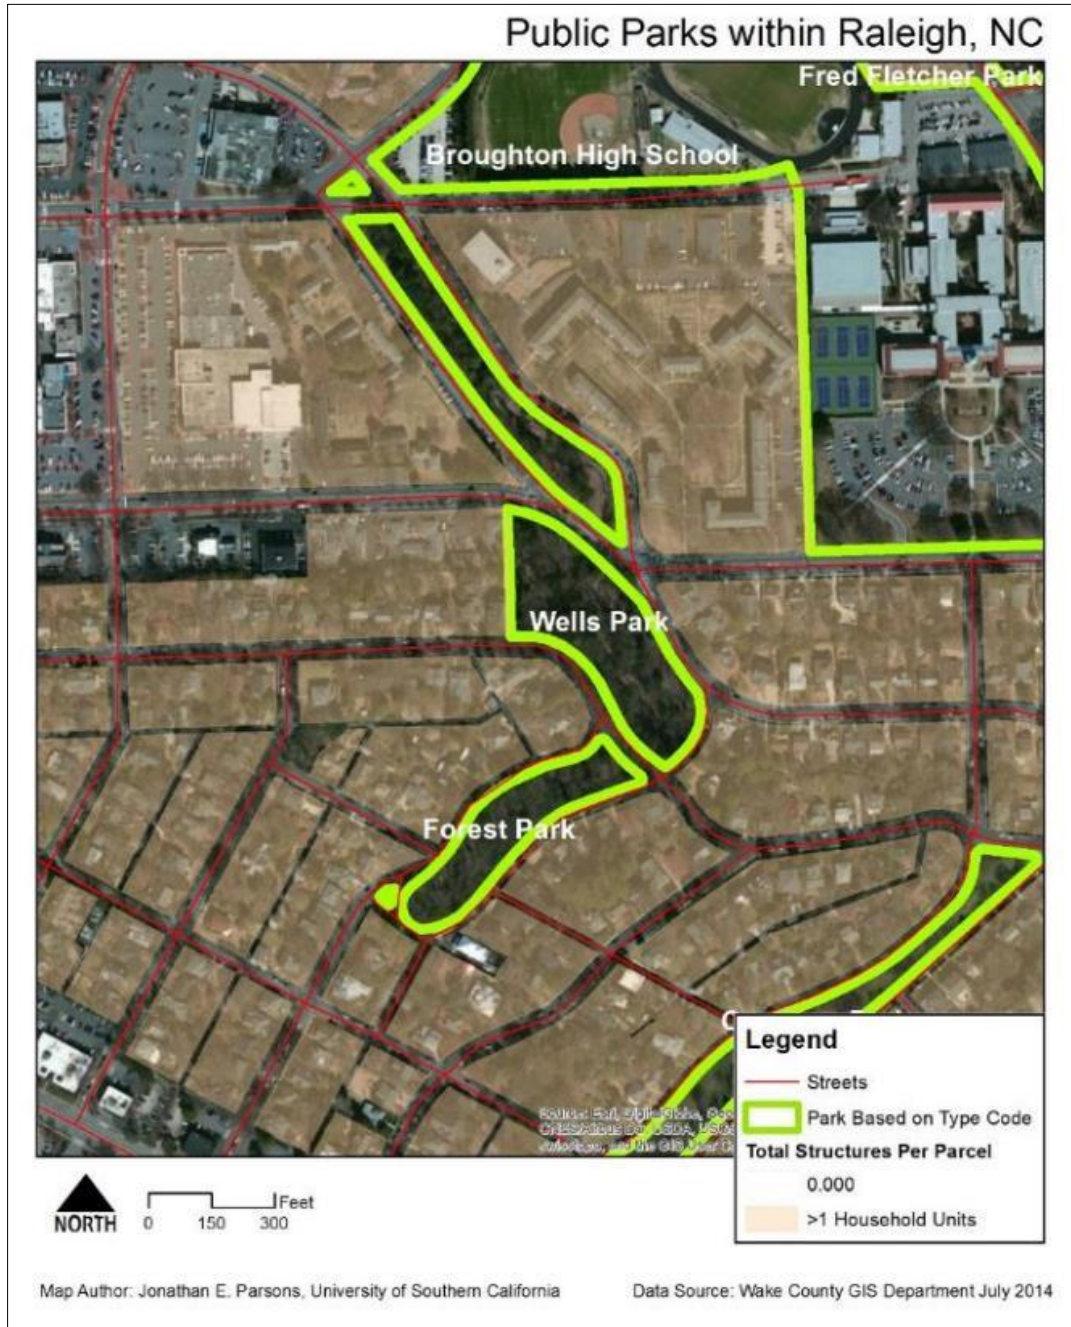 Public Parks within Raleigh, NC
Fred Fletcher Park
Broughton High School
Wells Park
Forest Park
Legend
Streets
Park Based on Type Code
Total Structures Per Parcel
0.000
>1 Household Units
NORTH
0 150 300 Feet
Map Author: Jonathan E. Parsons, University of Southern California
Data Source: Wake County GIS Department July 2014